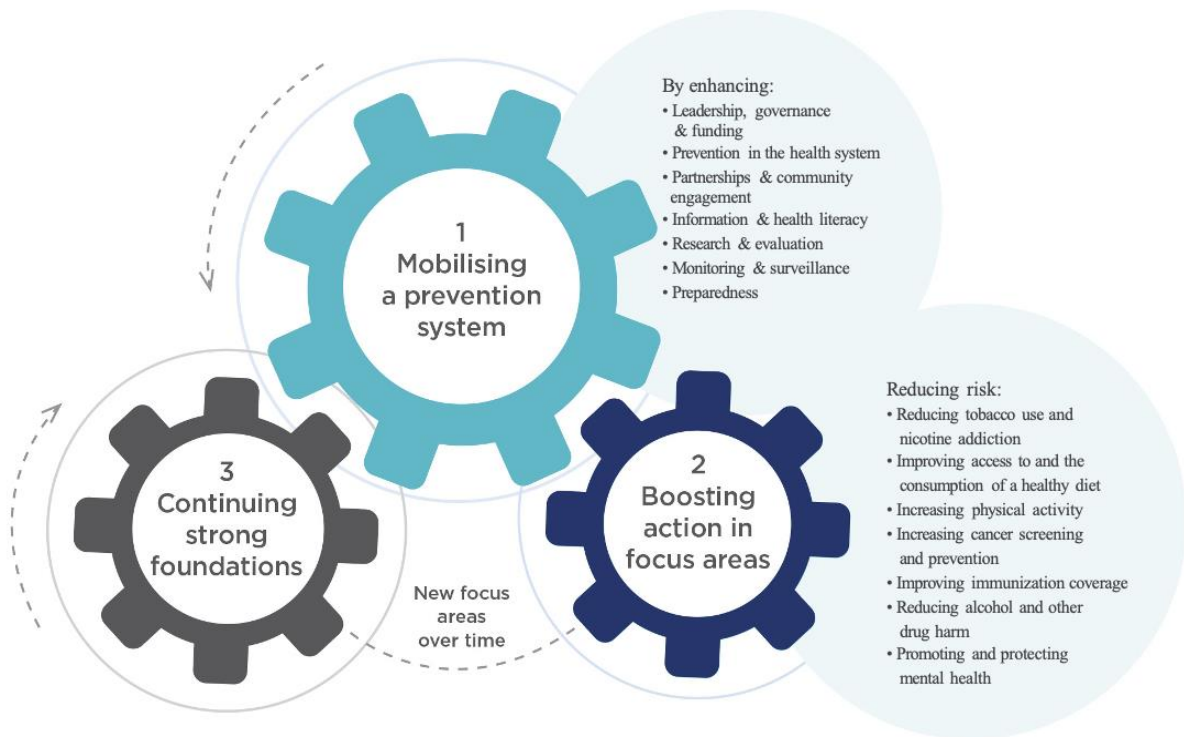 By enhancing:
• Leadership, governance
& funding
• Prevention in the health system
• Partnerships & community
engagement
• Information & health literacy
• Research & evaluation
• Monitoring & surveillance
• Preparedness
1
Mobilising
a prevention
system
Reducing risk:
• Reducing tobacco use and
nicotine addiction
• Improving access to and the
consumption of a healthy diet
• Increasing physical activity
• Increasing cancer screening
and prevention
• Improving immunization coverage
• Reducing alcohol and other
drug harm
• Promoting and protecting
mental health
2
Boosting
action in
focus areas
3
Continuing
strong
foundations
New focus
areas
over time